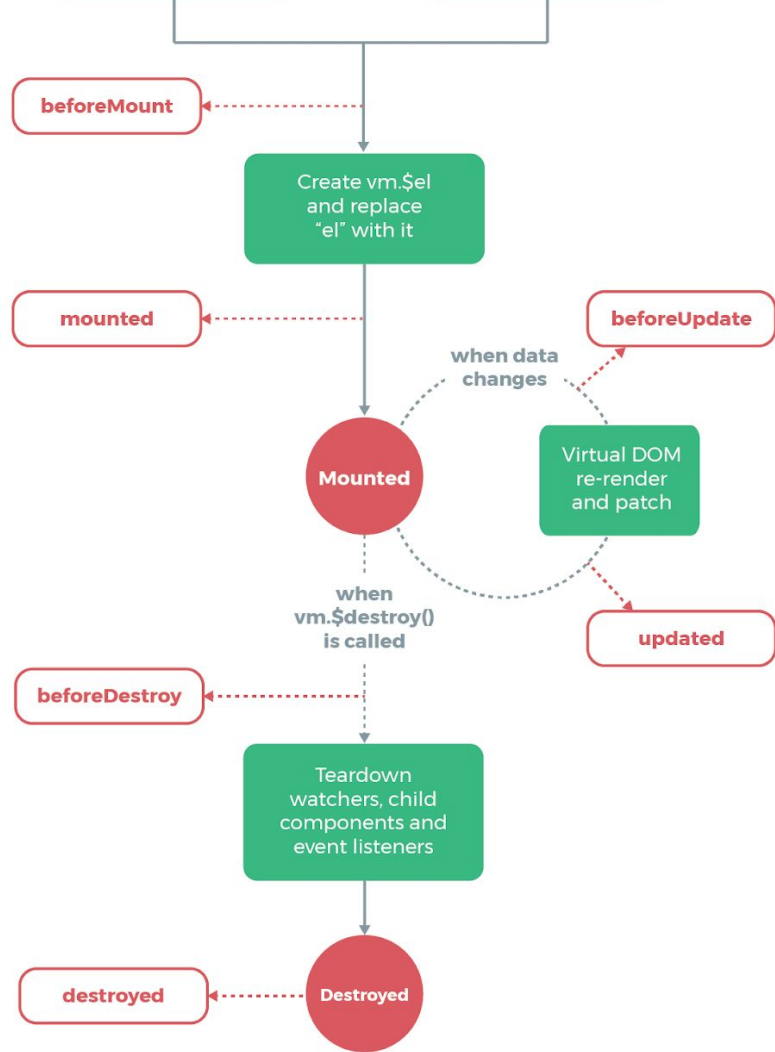 beforeMount
Create vm.$el
and replace
“el” with it
mounted
beforeUpdate
when data
changes
Mounted
Virtual DOM
re-render
and patch
when
vm.$destroy()
is called
updated
beforeDestroy
Teardown
watchers, child
components and
event listeners
destroyed
Destroyed